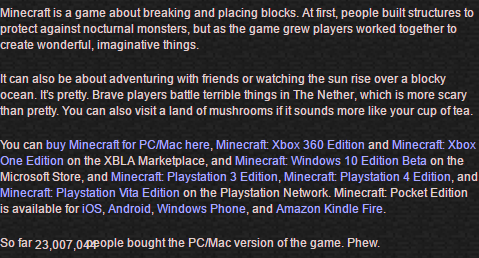 Minecraft is a game about breaking and placing blocks. At first, people built structures to
protect against nocturnal monsters, but as the game grew players worked together to
create wonderful, imaginative things.
It can also be about adventuring with friends or watching the sun rise over a blocky
ocean. It's pretty. Brave players battle terrible things in The Nether, which is more scary
than pretty. You can also visit a land of mushrooms if it sounds more like your cup of tea.
You can buy Minecraft for PC/Mac here, Minecraft: Xbox 360 Edition and Minecraft: Xbox
One Edition on the XBLA Marketplace, and Minecraft: Windows 10 Edition Beta on the
Microsoft Store, and Minecraft: Playstation 3 Edition, Minecraft: Playstation 4 Edition, and
Minecraft: Playstation Vita Edition on the Playstation Network. Minecraft: Pocket Edition
is available for iOS, Android, Windows Phone, and Amazon Kindle Fire.
So far 23,007,044 people bought the PC/Mac version of the game. Phew.